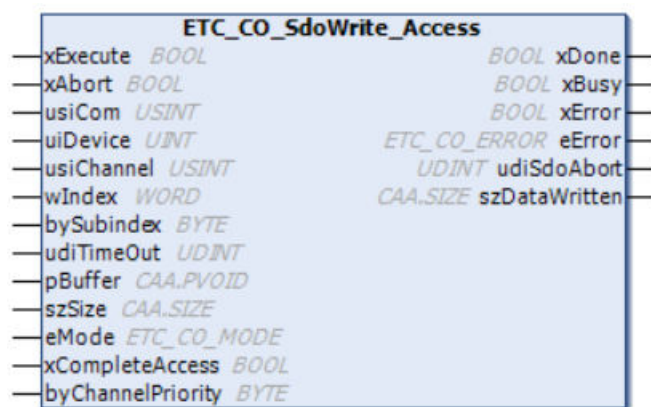 ETC_CO_SdoWrite_Access
xExecute BOOL BOOL xDone
xAbort BOOL BOOL xBusy
usiCom USINT BOOL xError
uiDevice UINT ETC_CO_ERROR eError
usiChannel USINT UDINT udiSdoAbort
wIndex WORD CAA.SIZE szDataWritten
bySubindex BYTE
udiTimeOut UDINT
pBuffer CAA.PVOID
szSize CAA.SIZE
eMode ETC_CO_MODE
xCompleteAccess BOOL
byChannelPriority BYTE